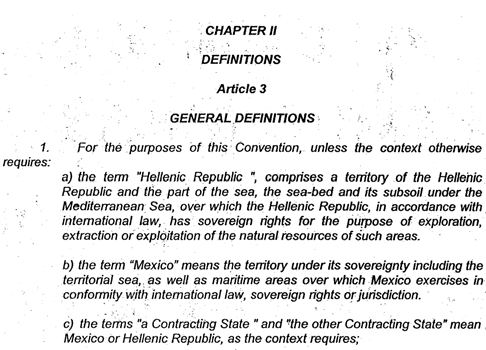 CHAPTER II
DEFINITIONS
Article 3
GENERAL DEFINITIONS
1. For the purposes of this Convention, unless the context otherwise
requires:
a) the term "Hellenic Republic ", comprises a territory of the Hellenic
Republic and the part of the sea, the sea-bed and its subsoil under the
Mediterranean Sea, over which the Hellenic Republic, in accordance with
international law, has sovereign rights for the purpose of exploration,
extraction or exploitation of the natural resources of such areas.
b) the term "Mexico" means the territory under its sovereignty including the
territorial sea, as well as maritime areas over which Mexico exercises in
conformity with international law, sovereign rights or jurisdiction.
c) the terms "a Contracting State " and "the other Contracting State" mean
Mexico or Hellenic Republic, as the context requires;